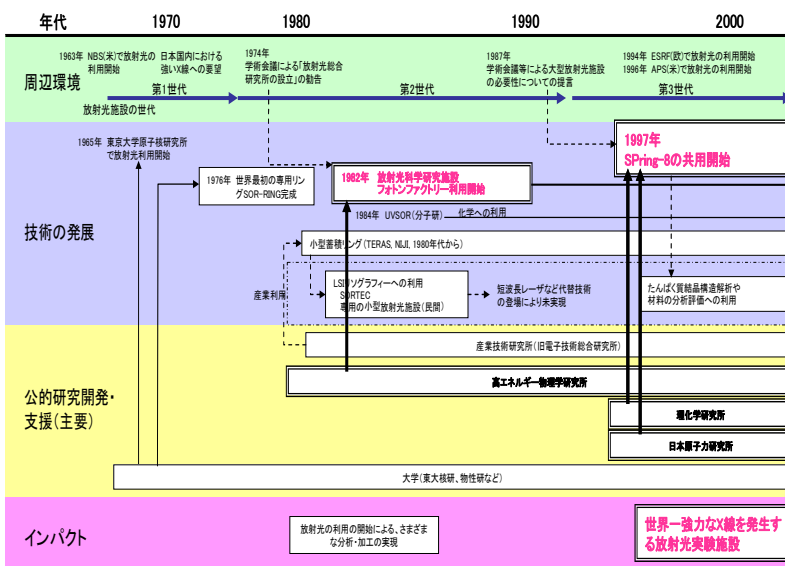 年代
1970
1980
1990
2000
周辺環境
1963年 NBS(米)で放射光の
利用開始
日本国内における
強いX線への要望
1974年
学術会議による「放射光総合
研究所の設立」の勧告
1987年
学術会議等による大型放射光施設
の必要性についての提言
1994年 ESRF(欧)で放射光の利用開始
1996年 APS(米)で放射光の利用開始
第1世代
第2世代
第3世代
放射光施設の世代
技術の発展
1965年 東京大学原子核研究所
で放射光利用開始
1976年 世界最初の専用リン
グSOR-RING完成
1982年 放射光科学研究施設
フォトンファクトリー利用開始
1997年
SPring-8の共用開始
1984年 UVSOR(分子研)
化学への利用
小型蓄積リング(TERAS, NIJI, 1980年代から)
産業利用
LSIリソグラフィーへの利用
SORTEC
専用の小型放射光施設(民間)
短波長レーザなど代替技術
の登場により未実現
たんぱく質結晶構造解析や
材料の分析評価への利用
公的研究開発・
支援(主要)
産業技術研究所(旧電子技術総合研究所)
高エネルギー物理学研究所
理化学研究所
日本原子力研究所
大学(東大核研、物性研など)
インパクト
放射光の利用の開始による、さまざま
な分析・加工の実現
世界一強力なX線を発生す
る放射光実験施設